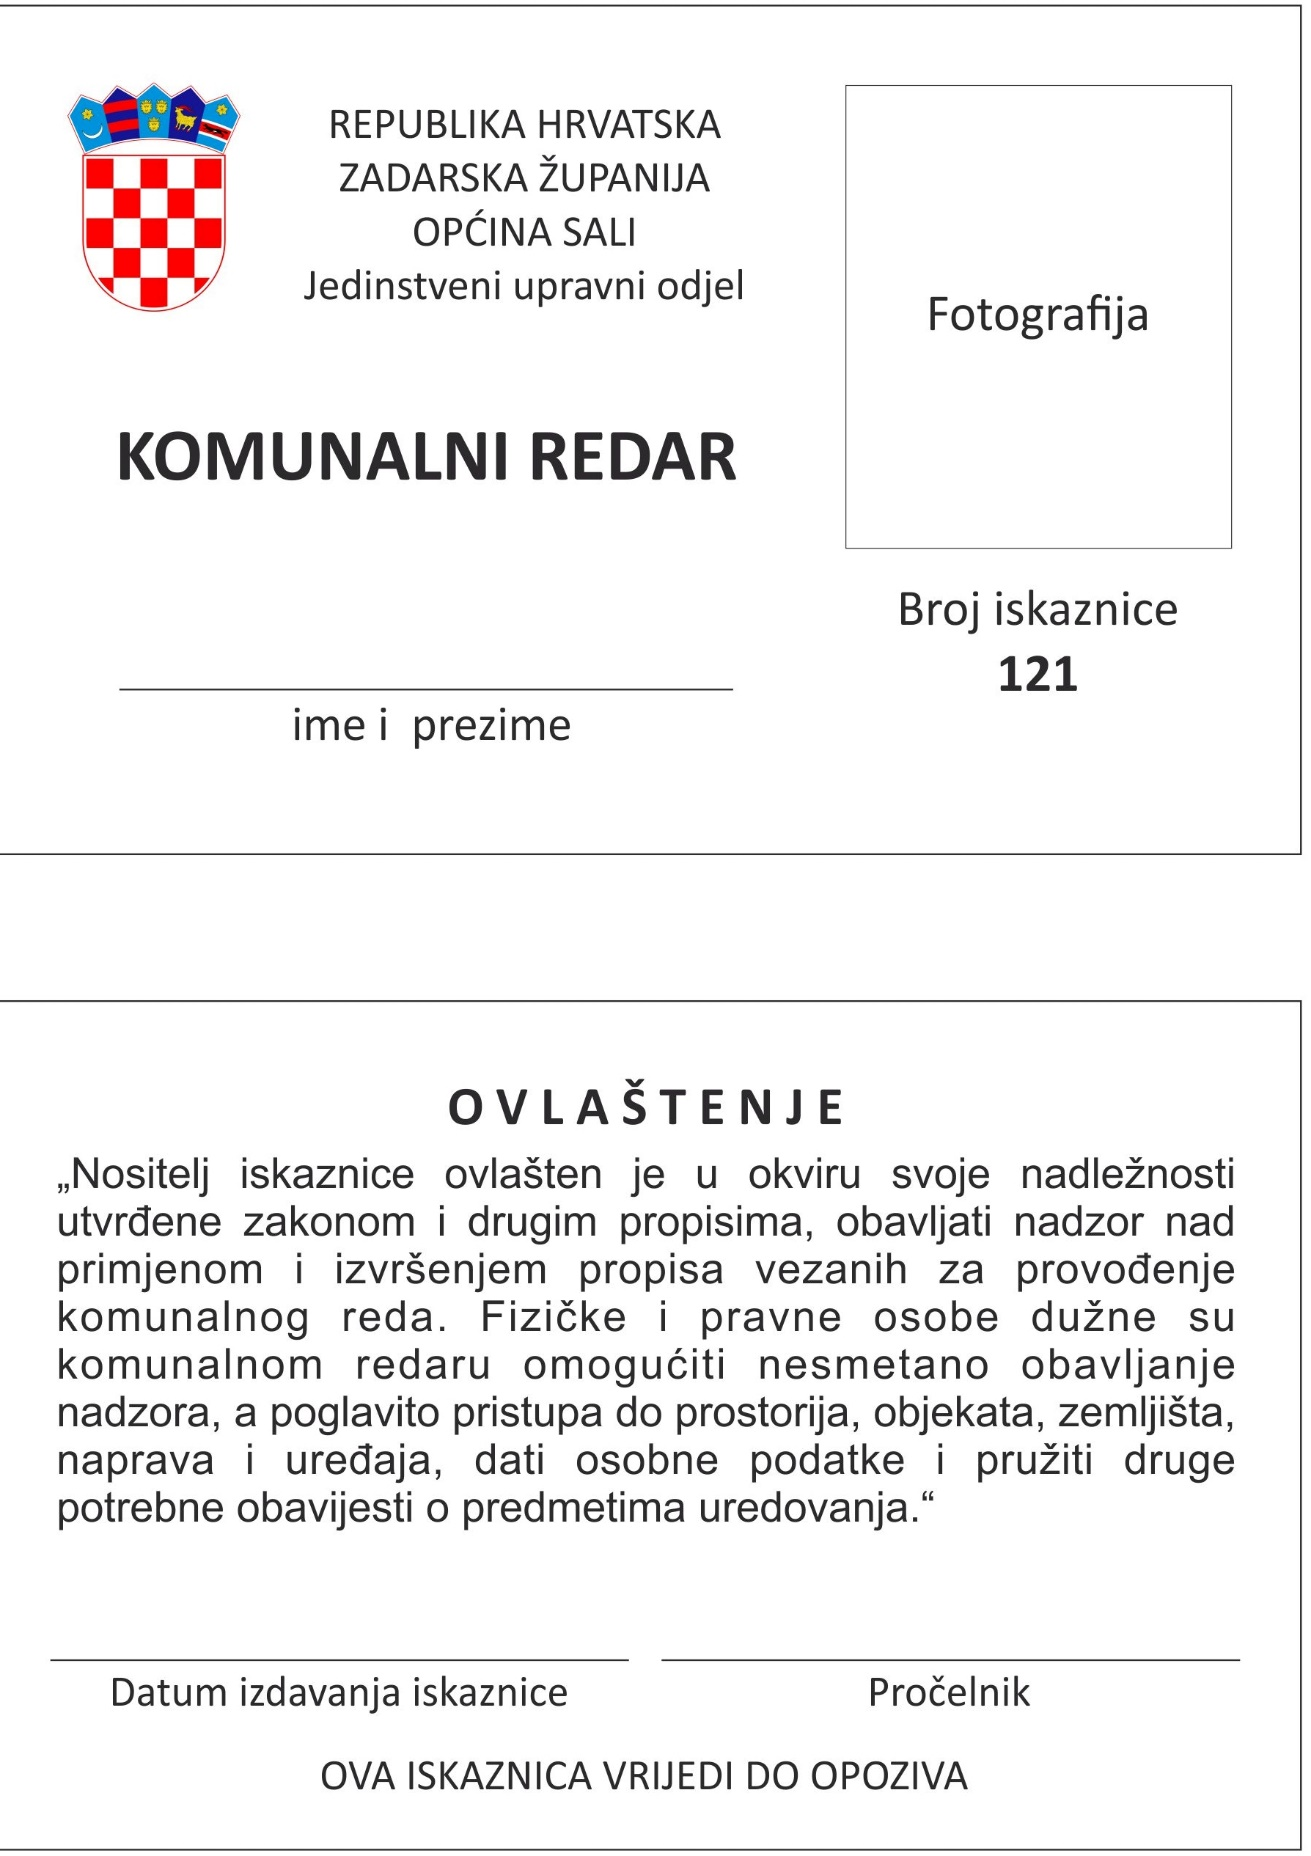 REPUBLIKA HRVATSKA
ZADARSKA ŽUPANIJA
OPĆINA SALI
Jedinstveni upravni odjel
Fotografija
KOMUNALNI REDAR
Broj iskaznice
121
ime i  prezime
OVLAŠTENJE
„Nositelj iskaznice ovlašten je u okviru svoje nadležnosti
utvrđene zakonom i drugim propisima, obavljati nadzor nad
primjenom i izvršenjem propisa vezanih za provođenje
komunalnog reda. Fizičke i pravne osobe dužne su
komunalnom redaru omogućiti nesmetano obavljanje
nadzora, a poglavito pristupa do prostorija, objekata, zemljišta,
naprava i uređaja, dati osobne podatke i pružiti druge
potrebne obavijesti o predmetima uredovanja.“
Datum izdavanja iskaznice
Pročelnik
OVA ISKAZNICA VRIJEDI DO OPOZIVA